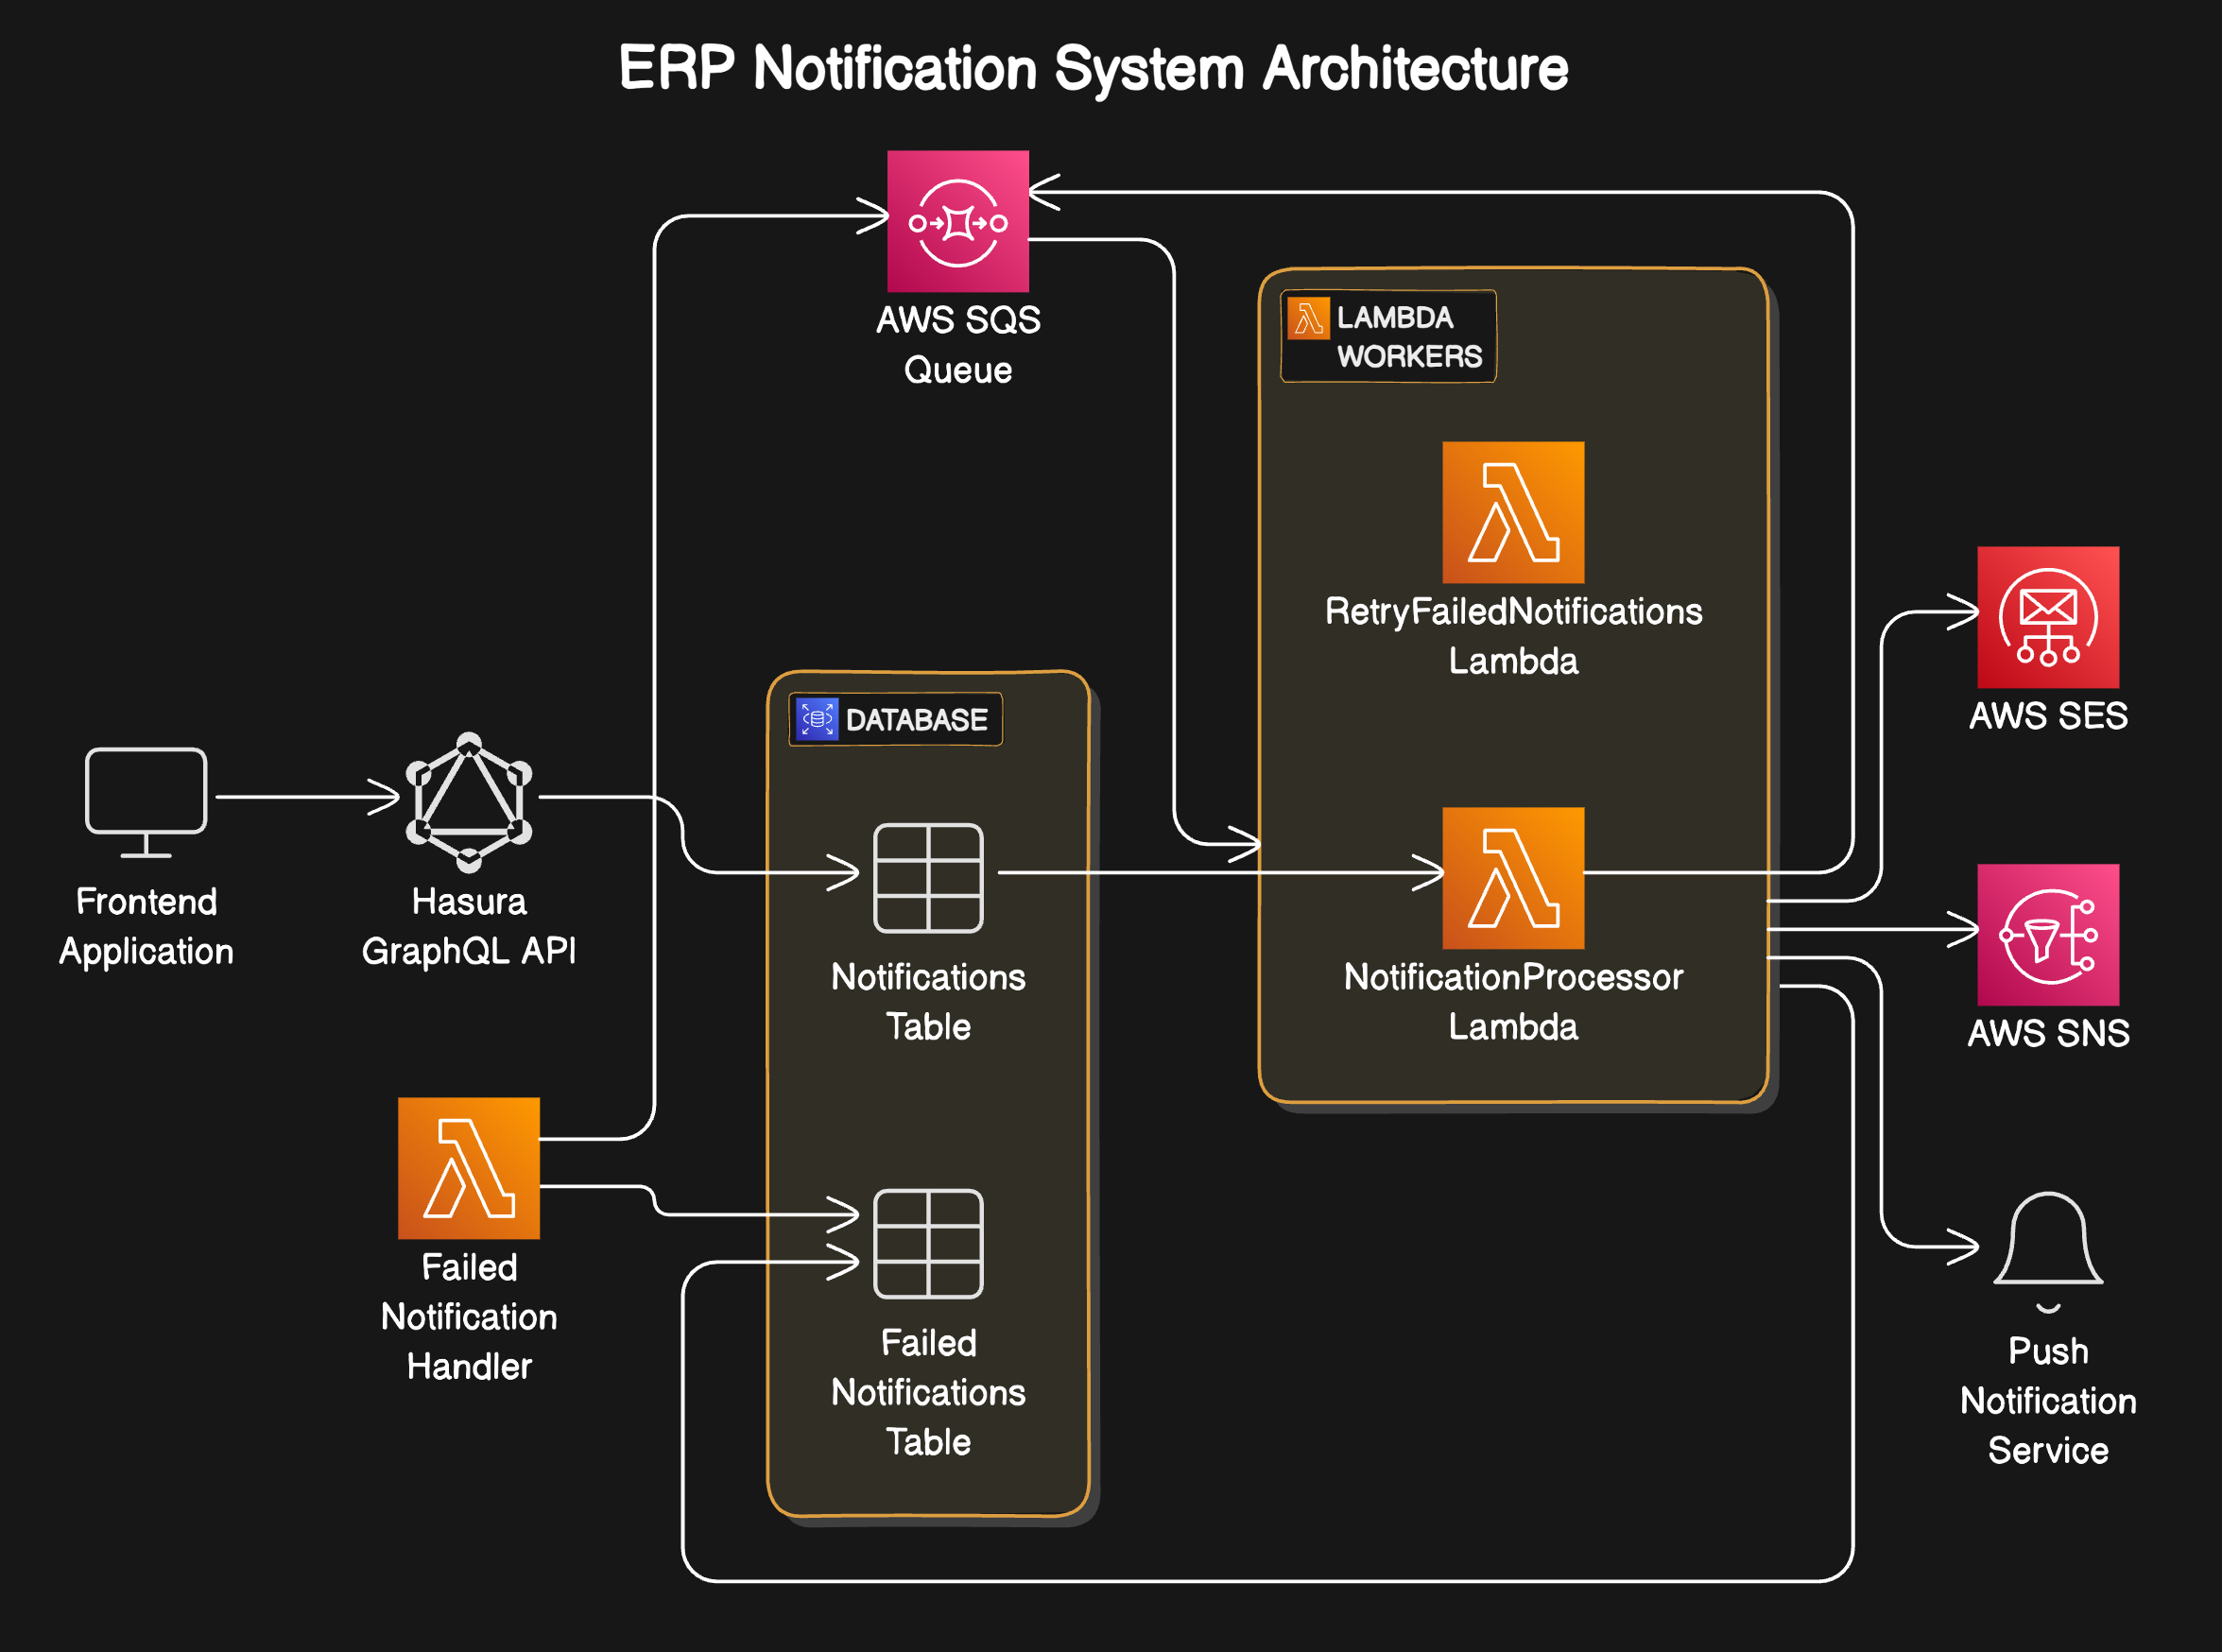 ERP Notification System Architecture
AWS SQS
Queue
LAMBDA
WORKERS
RetryFailedNotifications
Lambda
AWS SES
DATABASE
Frontend
Application
Hasura
GraphQL API
Notifications
Table
NotificationProcessor
Lambda
AWS SNS
Failed
Notification
Handler
Failed
Notifications
Table
Push
Notification
Service